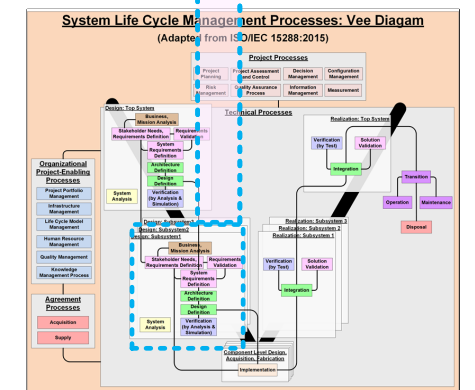 System Life Cycle Management Processes: Vee Diagam
(Adapted from ISO/IEC 15288:2015)
Project Processes
Project
Planning
Project Assessment
and Control
Decision
Management
Configuration
Management
Risk
Management
Quality Assurance
Process
Information
Management
Measurement
Technical Processes
Design: Top System
Business,
Mission Analysis
Stakeholder Needs,
Requirements Definition
Requirements
Validation
System
Requirements
Definition
Architecture
Definition
Design
Definition
System
Analysis
Verification
(by Analysis &
Simulation)
Realization: Top System
Verification
(by Test)
Solution
Validation
Integration
Transition
Operation
Maintenance
Disposal
Organizational
Project-Enabling
Processes
Project Portfolio
Management
Infrastructure
Management
Life Cycle Model
Management
Human Resource
Management
Quality Management
Knowledge
Management Process
Agreement
Processes
Acquisition
Supply
Design: Subsystem3
Design: Subsystem2
Design: Subsystem1
Business,
Mission Analysis
Stakeholder Needs,
Requirements Definition
Requirements
Validation
System
Requirements
Definition
Architecture
Definition
Design
Definition
System
Analysis
Verification
(by Analysis &
Simulation)
Realization: Subsystem 3
Realization: Subsystem 2
Realization: Subsystem 1
Verification
(by Test)
Solution
Validation
Integration
Component Level Design,
Acquisition, Fabrication
Implementation